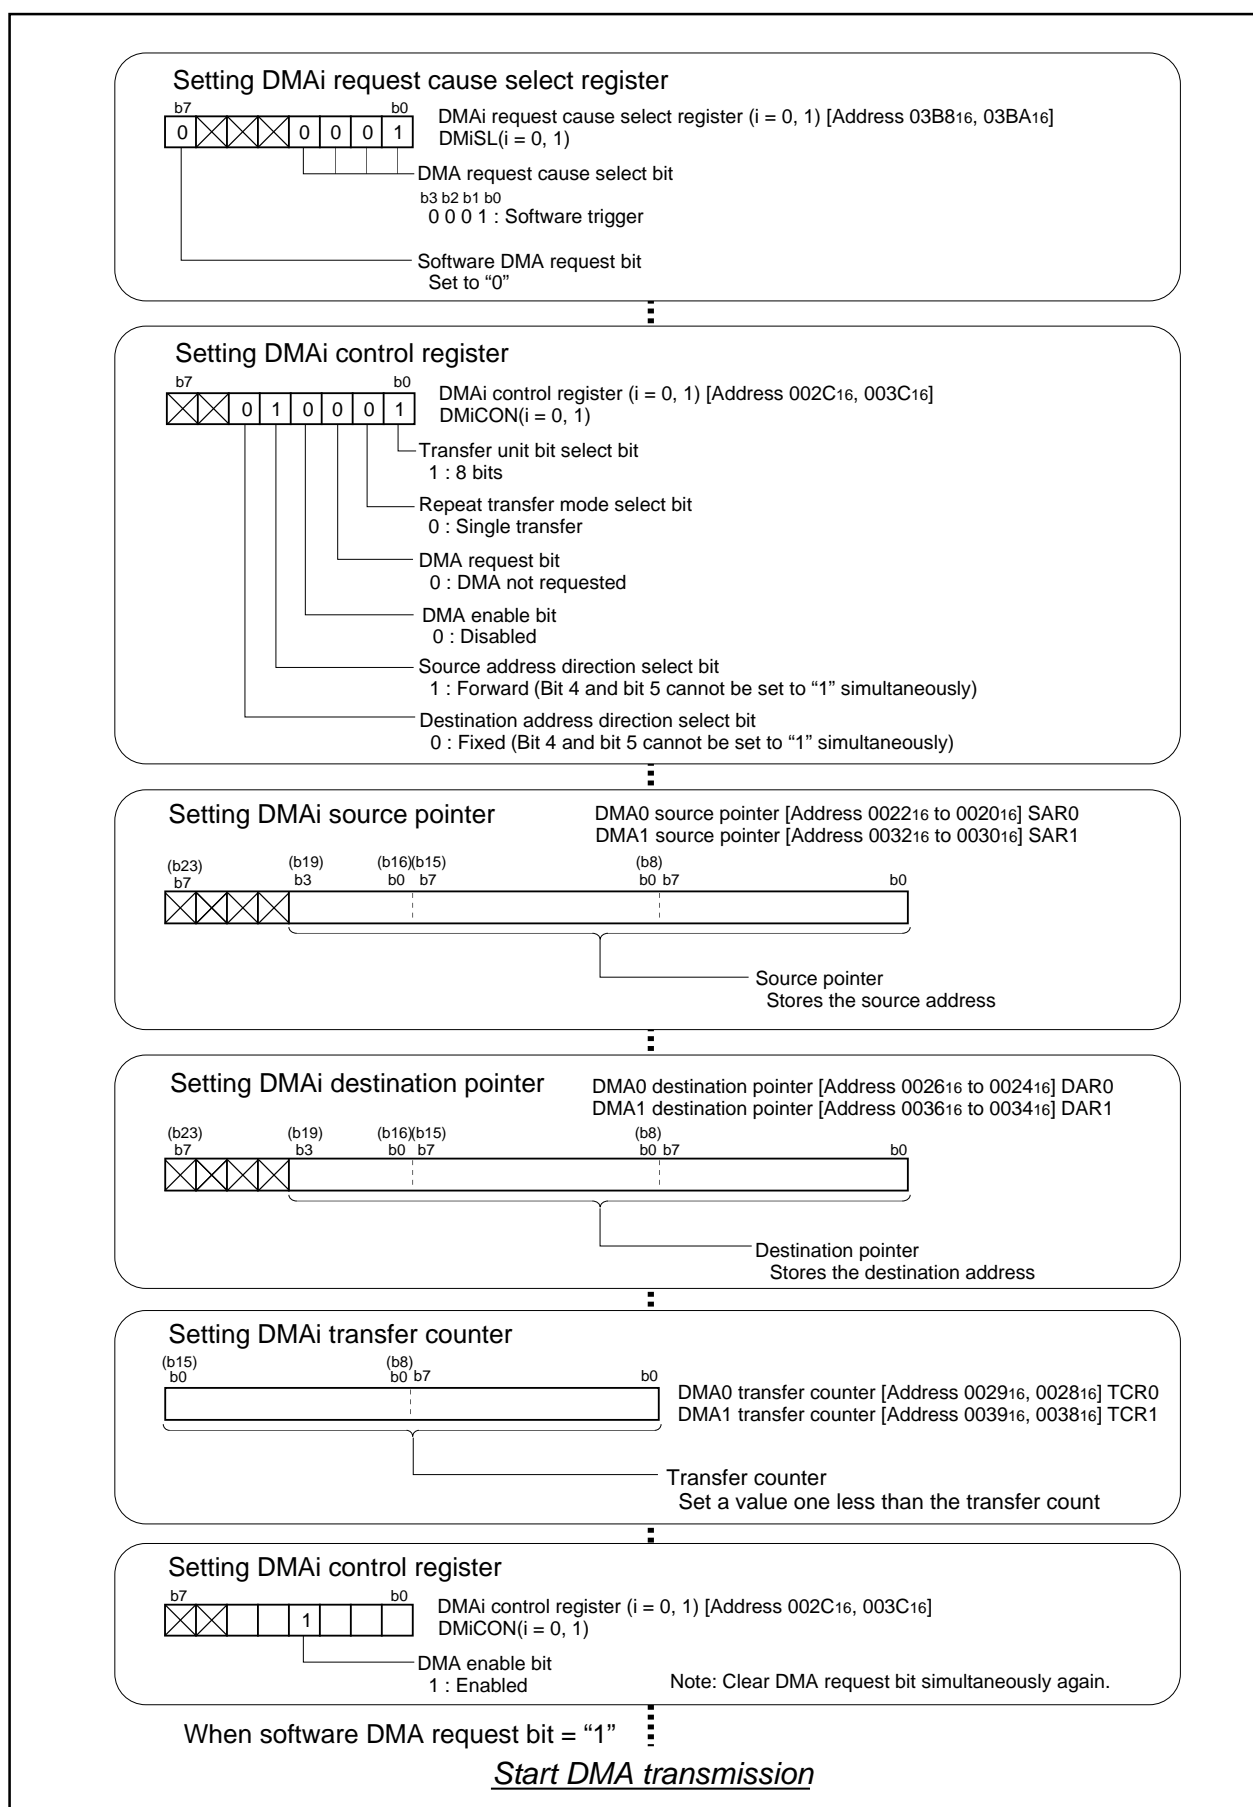 Setting DMAi request cause select register
b7 b0
0 0 0 0 1
DMAi request cause select register (i = 0, 1) [Address 03B816, 03BA16]
DMiSL(i = 0, 1)
DMA request cause select bit
b3 b2 b1 b0
0 0 0 1 : Software trigger
Software DMA request bit
Set to “0”
Setting DMAi control register
b7 b0
0 1 0 0 0 1
DMAi control register (i = 0, 1) [Address 002C16, 003C16]
DMiCON(i = 0, 1)
Transfer unit bit select bit
1 : 8 bits
Repeat transfer mode select bit
0 : Single transfer
DMA request bit
0 : DMA not requested
DMA enable bit
0 : Disabled
Source address direction select bit
1 : Forward (Bit 4 and bit 5 cannot be set to “1” simultaneously)
Destination address direction select bit
0 : Fixed (Bit 4 and bit 5 cannot be set to “1” simultaneously)
Setting DMAi source pointer
DMA0 source pointer [Address 002216 to 002016] SAR0
DMA1 source pointer [Address 003216 to 003016] SAR1
(b23) (b19) (b16)(b15) (b8)
b7 b3 b0 b7 b0 b7 b0
Source pointer
Stores the source address
Setting DMAi destination pointer
DMA0 destination pointer [Address 002616 to 002416] DAR0
DMA1 destination pointer [Address 003616 to 003416] DAR1
(b23) (b19) (b16)(b15) (b8)
b7 b3 b0 b7 b0 b7 b0
Destination pointer
Stores the destination address
Setting DMAi transfer counter
(b15) (b8)
b0 b0 b7 b0
DMA0 transfer counter [Address 002916, 002816] TCR0
DMA1 transfer counter [Address 003916, 003816] TCR1
Transfer counter
Set a value one less than the transfer count
Setting DMAi control register
b7 b0
1
DMAi control register (i = 0, 1) [Address 002C16, 003C16]
DMiCON(i = 0, 1)
DMA enable bit
1 : Enabled
Note: Clear DMA request bit simultaneously again.
When software DMA request bit = “1”
Start DMA transmission